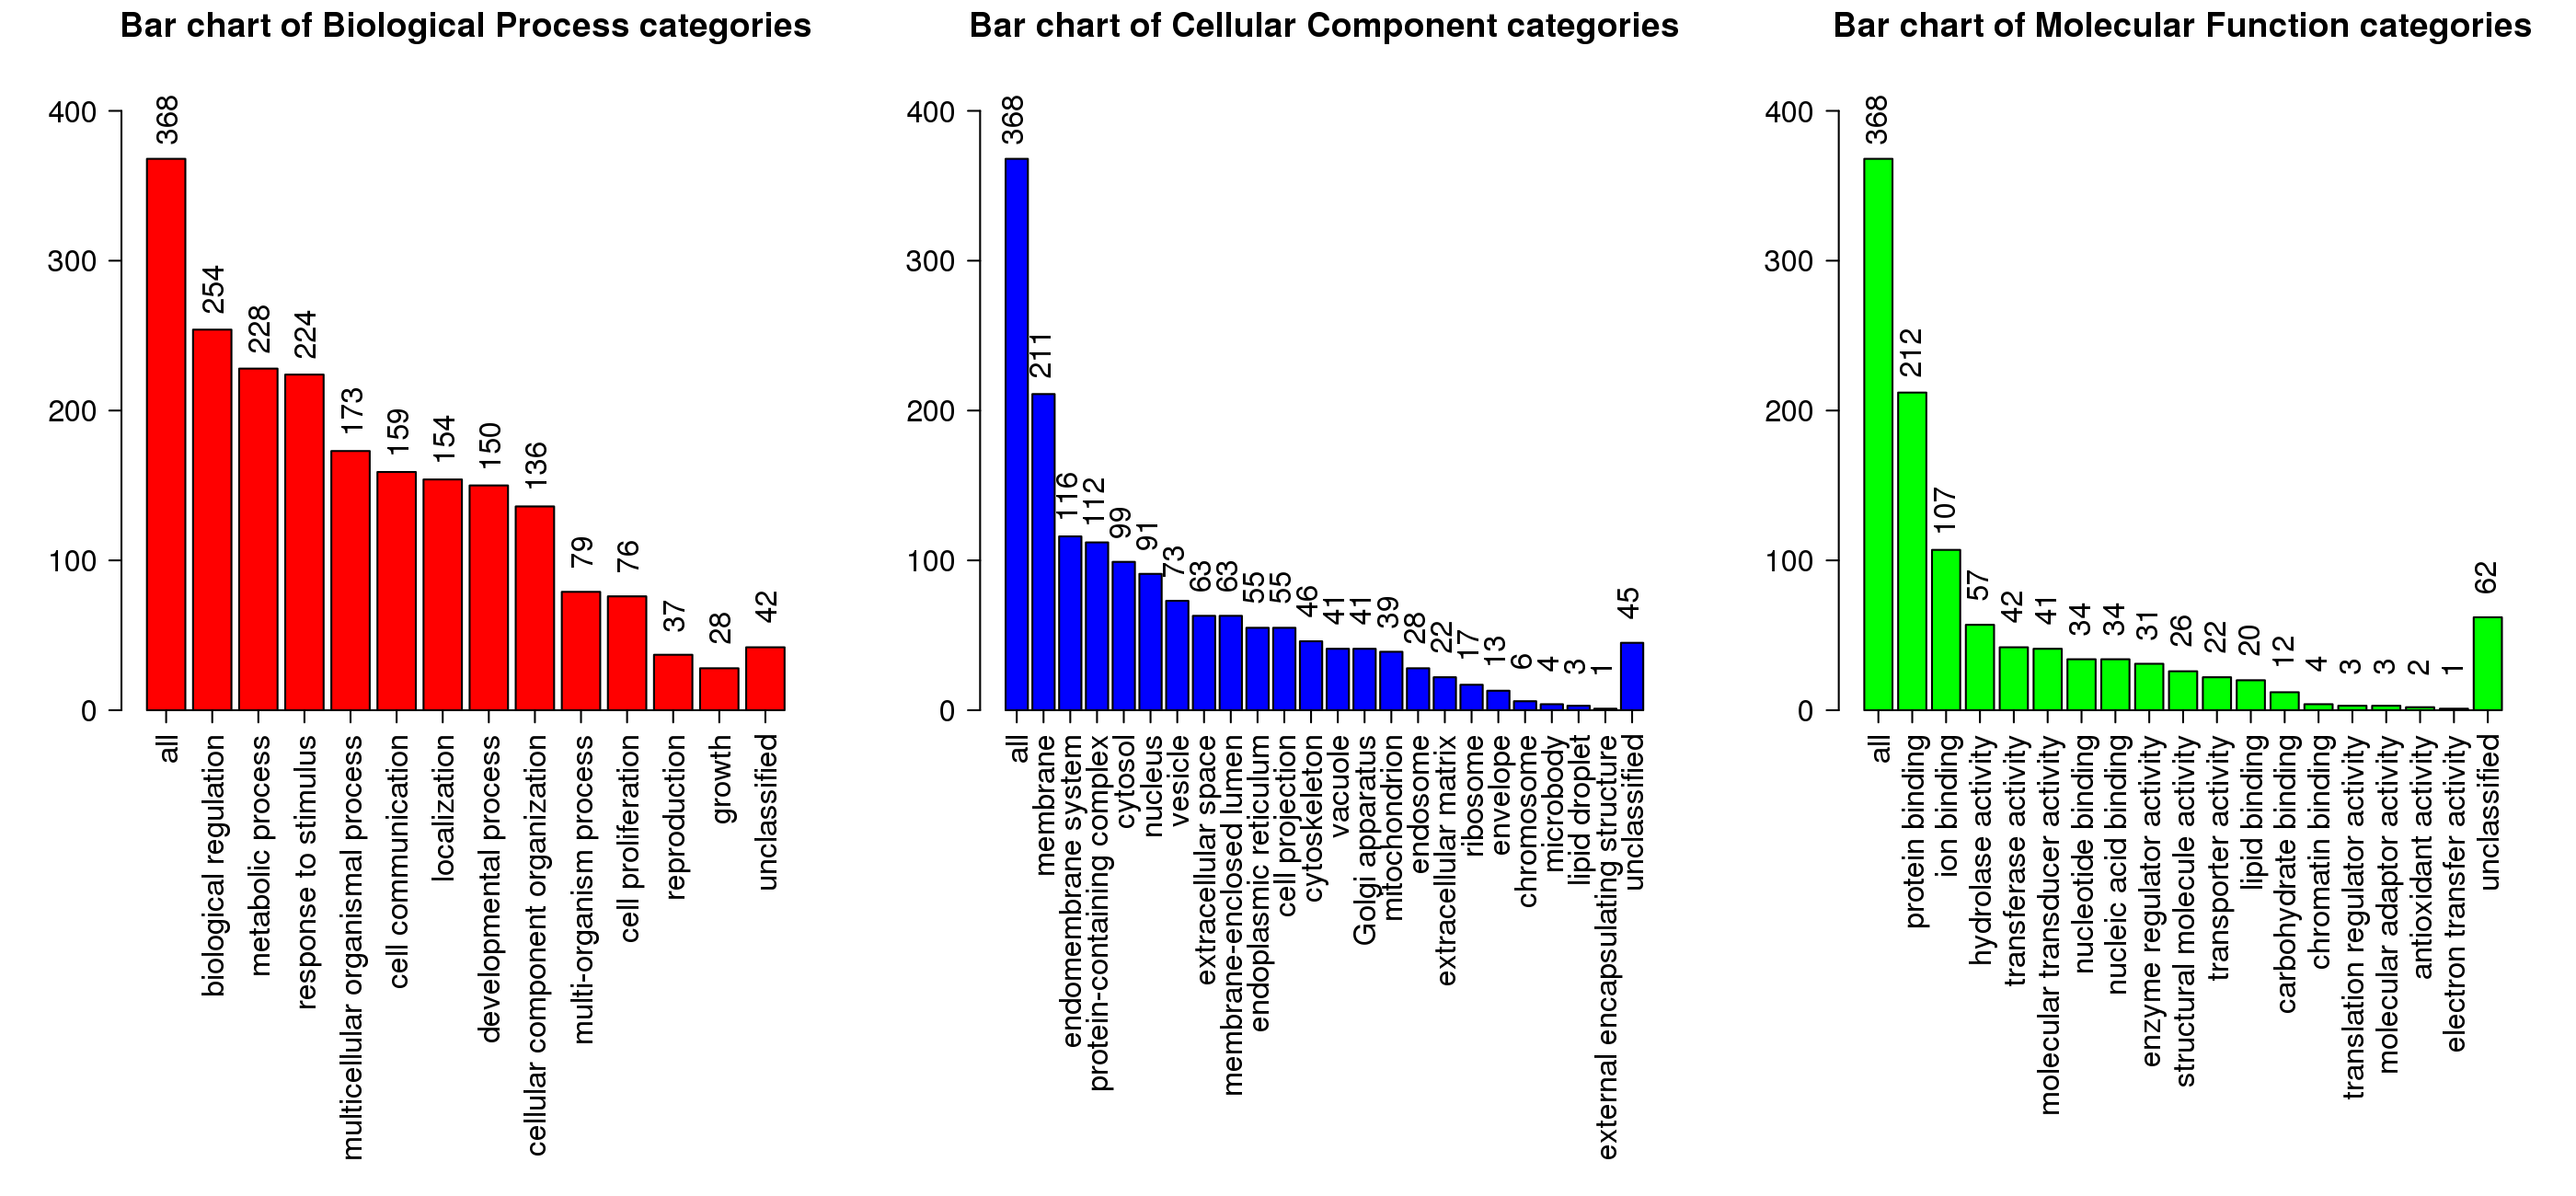 Bar chart of Biological Process categories
400
300
200
100
0
368
254
228
224
173
159
154
150
136
79
76
37
28
42
all
biological regulation
metabolic process
response to stimulus
multicellular organismal process
cell communication
localization
developmental process
cellular component organization
multi-organism process
cell proliferation
reproduction
growth
unclassified
Bar chart of Cellular Component categories
400
300
200
100
0
368
211
116
112
99
91
73
63
63
55
55
46
41
41
39
28
22
17
13
6
4
3
1
45
all
membrane
endomembrane system
protein-containing complex
cytosol
nucleus
vesicle
extracellular space
membrane-enclosed lumen
endoplasmic reticulum
cell projection
cytoskeleton
vacuole
Golgi apparatus
mitochondrion
endosome
extracellular matrix
ribosome
envelope
chromosome
microbody
lipid droplet
external encapsulating structure
unclassified
Bar chart of Molecular Function categories
400
300
200
100
0
368
212
107
57
42
41
34
34
31
26
22
20
12
4
3
3
2
1
62
all
protein binding
ion binding
hydrolase activity
transferase activity
molecular transducer activity
nucleotide binding
nucleic acid binding
enzyme regulator activity
structural molecule activity
transporter activity
lipid binding
carbohydrate binding
chromatin binding
translation regulator activity
molecular adaptor activity
antioxidant activity
electron transfer activity
unclassified